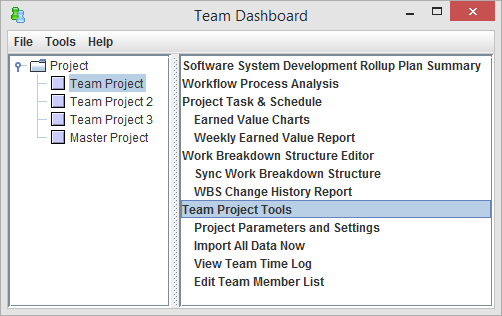 Team Dashboard
File Tools Help
Project
Team Project
Team Project 2
Team Project 3
Master Project
Software System Development Rollup Plan Summary
Workflow Process Analysis
Project Task & Schedule
Earned Value Charts
Weekly Earned Value Report
Work Breakdown Structure Editor
Sync Work Breakdown Structure
WBS Change History Report
Team Project Tools
Project Parameters and Settings
Import All Data Now
View Team Time Log
Edit Team Member List